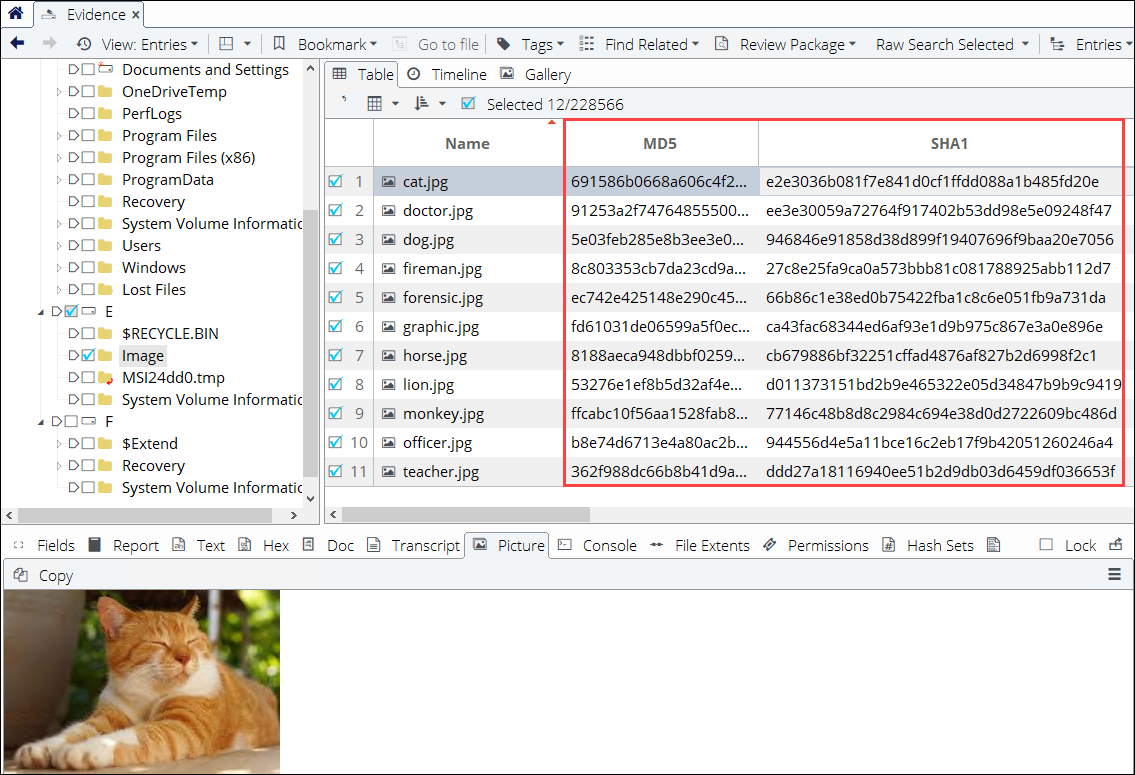 Evidence ×
View: Entries Bookmark Go to file Tags Find Related Review Package Raw Search Selected Entries
Documents and Settings
OneDriveTemp
PerfLogs
Program Files
Program Files (x86)
ProgramData
Recovery
System Volume Informatic
Users
Windows
Lost Files
E
$RECYCLE.BIN
Image
MSI24dd0.tmp
System Volume Informatic
F
$Extend
Recovery
System Volume Informatic
Table Timeline Gallery
Selected 12/228566
Name MD5 SHA1
1 cat.jpg 691586b0668a606c4f2... e2e3036b081f7e841d0cf1ffdd088a1b485fd20e
2 doctor.jpg 91253a2f74764855500... ee3e30059a72764f917402b53dd98e5e09248f47
3 dog.jpg 5e03feb285e8b3ee3e0... 946846e91858d38d899f19407696f9baa20e7056
4 fireman.jpg 8c803353cb7da23cd9a... 27c8e25fa9ca0a573bbb81c081788925abb112d7
5 forensic.jpg ec742e425148e290c45... 66b86c1e38ed0b75422fba1c8c6e051fb9a731da
6 graphic.jpg fd61031de06599a5f0ec... ca43fac68344ed6af93e1d9b975c867e3a0e896e
7 horse.jpg 8188aeca948dbbf0259... cb679886bf32251cffad4876af827b2d6998f2c1
8 lion.jpg 53276e1ef8b5d32af4e... d011373151bd2b9e465322e05d34847b9b9c9419
9 monkey.jpg ffcabc10f56aa1528fab8... 77146c48b8d8c2984c694e38d0d2722609bc486d
10 officer.jpg b8e74d6713e4a80ac2b... 944556d4e5a11bce16c2eb17f9b42051260246a4
11 teacher.jpg 362f988dc66b8b41d9a... ddd27a18116940ee51b2d9db03d6459df036653f
Fields Report Text Hex Doc Transcript Picture Console File Extents Permissions Hash Sets Lock
Copy